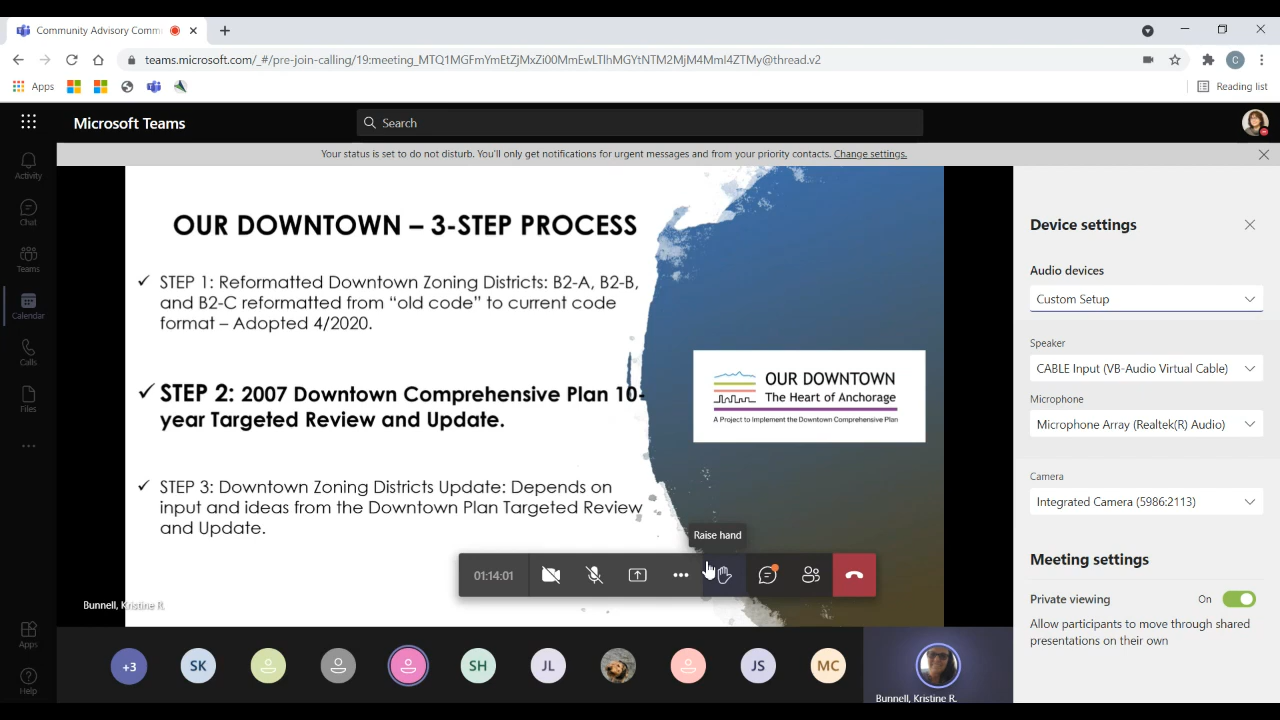 Community Advisory Comm
teams.microsoft.com/_#/pre-join-calling/19:meeting_MTQ1MGFmYmEtZjMxZi00MmEwLTlhMGYtNTM2MjM4MmI4ZTMy@thread.v2
C
Apps
Reading list
Microsoft Teams
Search
Your status is set to do not disturb. You'll only get notifications for urgent messages and from your priority contacts. Change settings.
Activity
Chat
Teams
Calendar
Calls
Files
Apps
Help
OUR DOWNTOWN – 3-STEP PROCESS
✓ STEP 1: Reformatted Downtown Zoning Districts: B2-A, B2-B,
and B2-C reformatted from “old code” to current code
format – Adopted 4/2020.
✓ STEP 2: 2007 Downtown Comprehensive Plan 10-
year Targeted Review and Update.
✓ STEP 3: Downtown Zoning Districts Update: Depends on
input and ideas from the Downtown Plan Targeted Review
and Update.
OUR DOWNTOWN
The Heart of Anchorage
A Project to Implement the Downtown Comprehensive Plan
Raise hand
01:14:01
Bunnell, Kristine R.
+3
SK
SH
JL
JS
MC
Bunnell, Kristine R.
Device settings
Audio devices
Custom Setup
Speaker
CABLE Input (VB-Audio Virtual Cable)
Microphone
Microphone Array (Realtek(R) Audio)
Camera
Integrated Camera (5986:2113)
Meeting settings
Private viewing
On
Allow participants to move through shared
presentations on their own